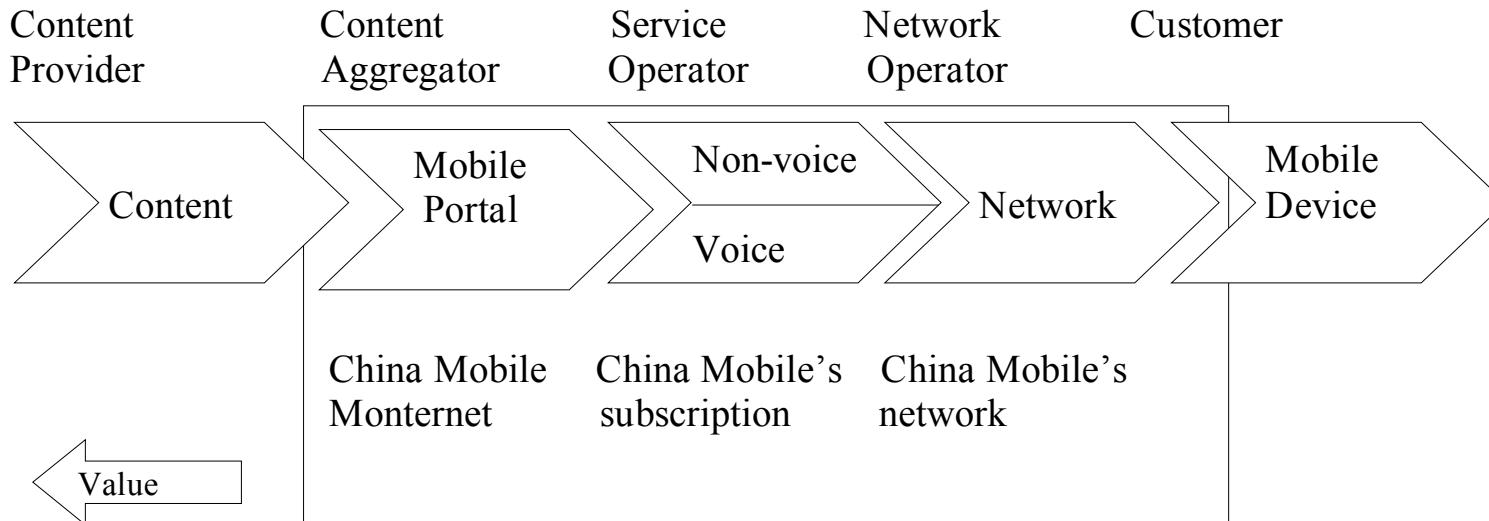 Content
Provider
Content
Aggregator
Service
Operator
Network
Operator
Customer
Content
Mobile
Portal
Non-voice
Voice
Network
Mobile
Device
China Mobile
Monternet
China Mobile’s
subscription
China Mobile’s
network
Value